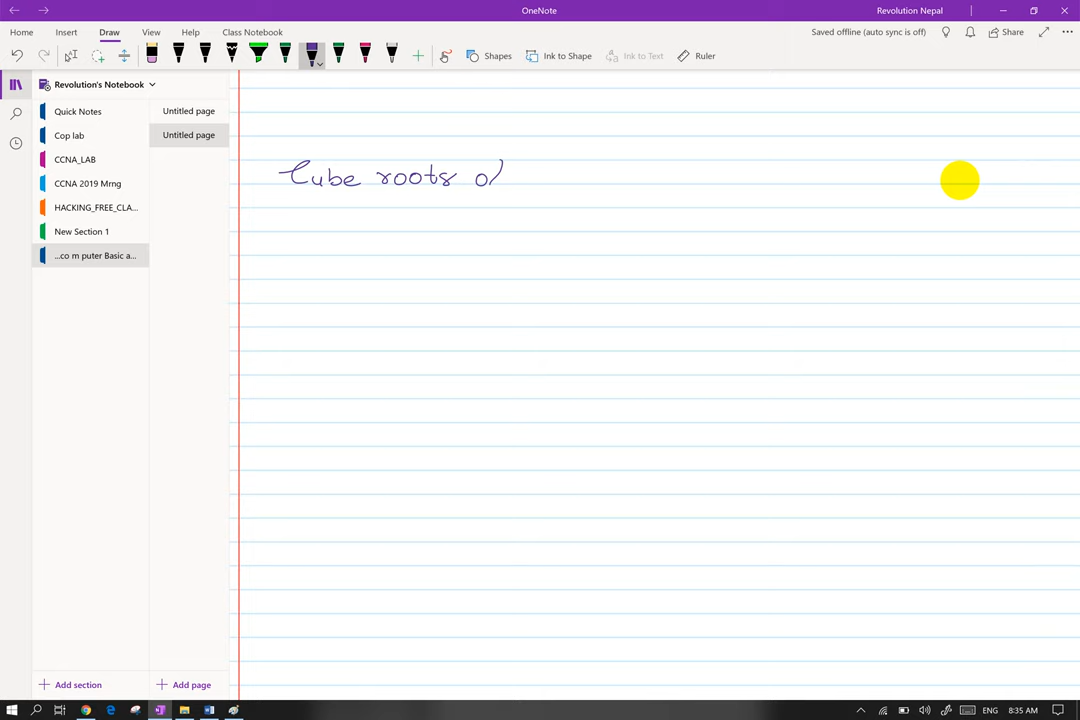 OneNote
Revolution Nepal
Home Insert Draw View Help Class Notebook
Saved offline (auto sync is off)
Share
Shapes
Ink to Shape
Ink to Text
Ruler
Revolution's Notebook
Quick Notes
Cop lab
CCNA_LAB
CCNA 2019 Mrng
HACKING_FREE_CLA...
New Section 1
...co m puter Basic a...
Untitled page
Untitled page
Cube roots
Add section
Add page
ENG 8:35 AM